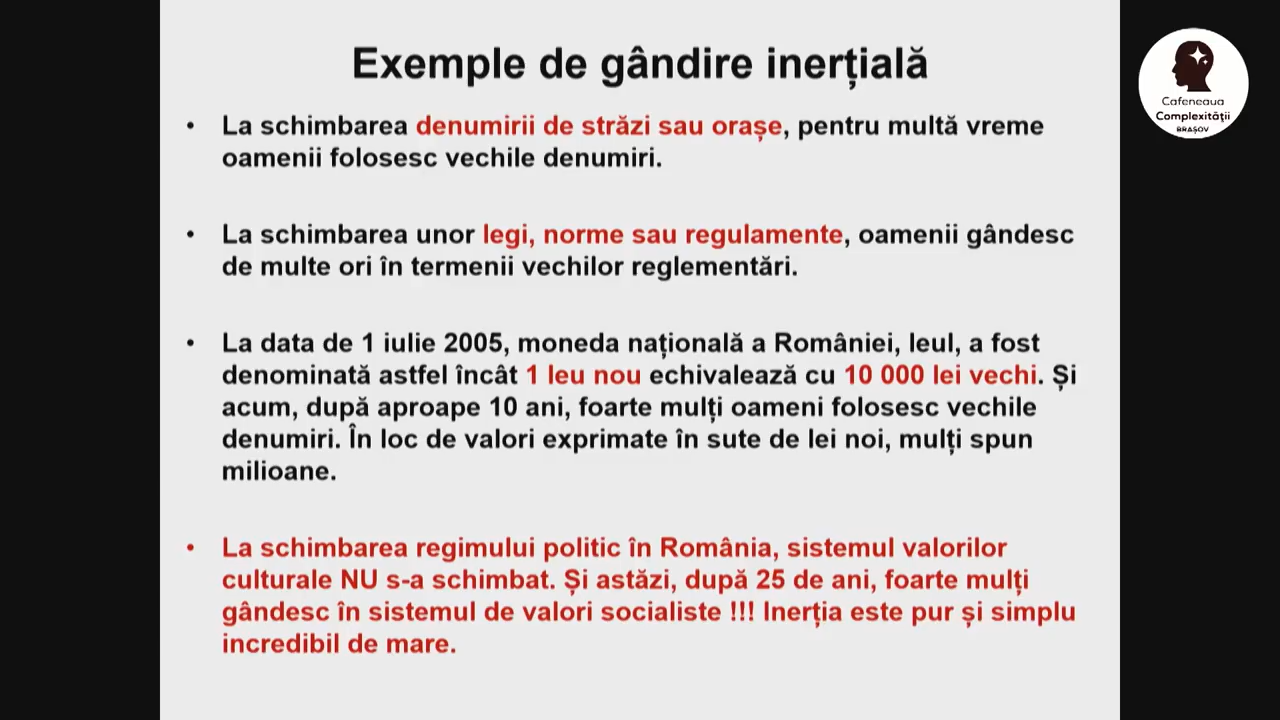 Exemple de gândire inerțială
Cafeneaua
Complexității
BRAȘOV
• La schimbarea denumirii de străzi sau orașe, pentru multă vreme
oamenii folosesc vechile denumiri.
• La schimbarea unor legi, norme sau regulamente, oamenii gândesc
de multe ori în termenii vechilor reglementări.
• La data de 1 iulie 2005, moneda națională a României, leul, a fost
denominată astfel încât 1 leu nou echivalează cu 10 000 lei vechi. Și
acum, după aproape 10 ani, foarte mulți oameni folosesc vechile
denumiri. În loc de valori exprimate în sute de lei noi, mulți spun
milioane.
• La schimbarea regimului politic în România, sistemul valorilor
culturale NU s-a schimbat. Și astăzi, după 25 de ani, foarte mulți
gândesc în sistemul de valori socialiste !!! Inerția este pur și simplu
incredibil de mare.